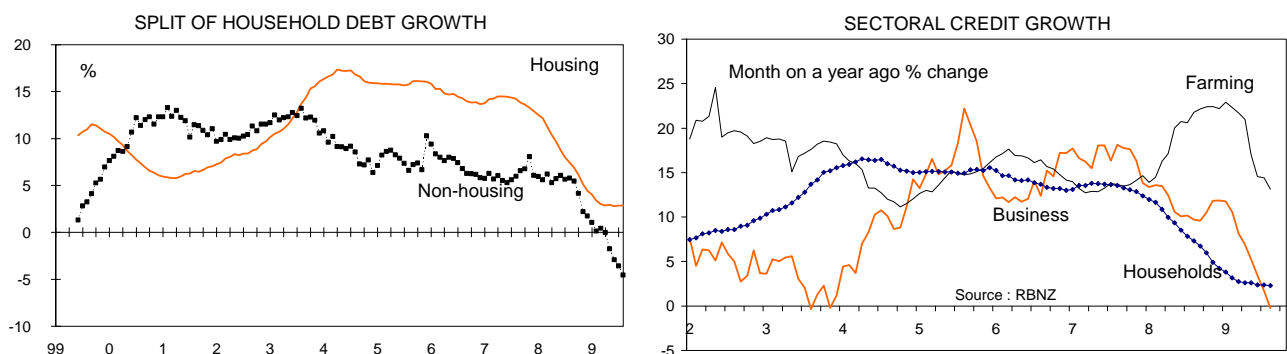 SPLIT OF HOUSEHOLD DEBT GROWTH
20
15
10
5
0
-5
-10
%
Housing
Non-housing
99 0 1 2 3 4 5 6 7 8 9
SECTORAL CREDIT GROWTH
30
25
20
15
10
5
0
-5
Month on a year ago % change
Farming
Business
Households
Source : RBNZ
2 3 4 5 6 7 8 9